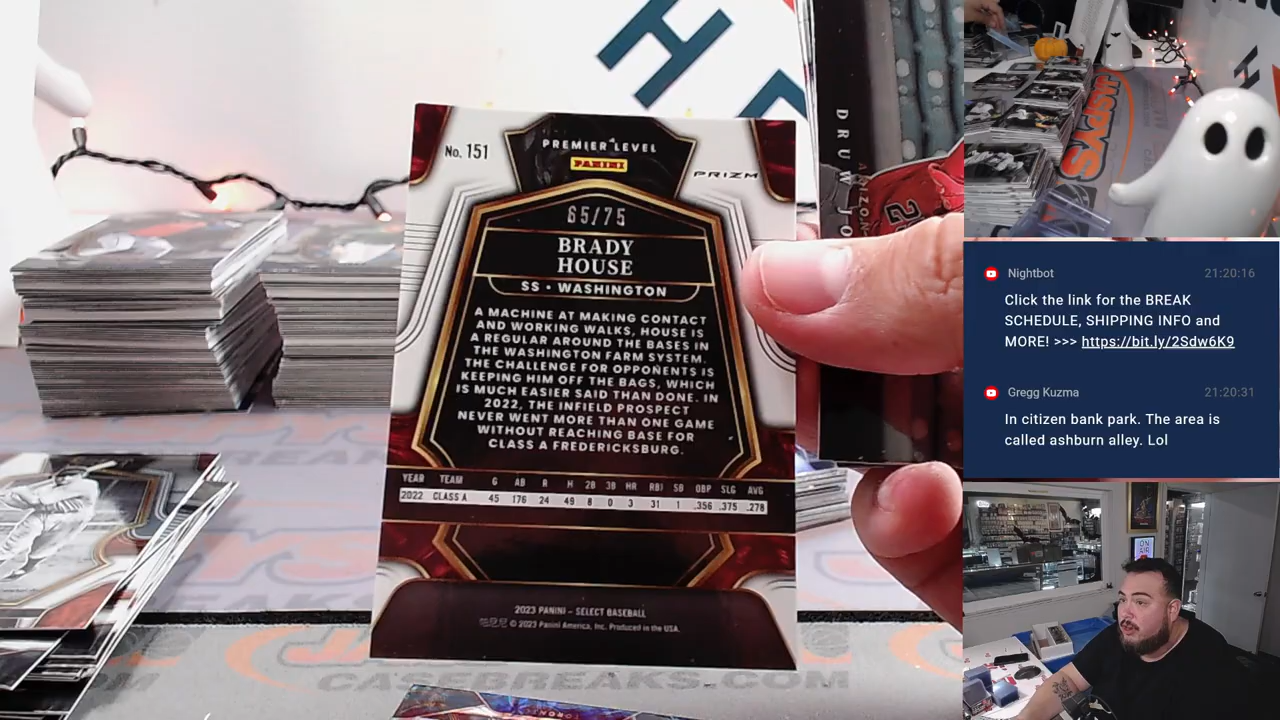 No. 151
PREMIER LEVEL
PANINI
PRIZM
65/75
BRADY
HOUSE
SS • WASHINGTON
A MACHINE AT MAKING CONTACT
AND WORKING WALKS, HOUSE IS
A REGULAR AROUND THE BASES IN
THE WASHINGTON FARM SYSTEM.
THE CHALLENGE FOR OPPONENTS IS
KEEPING HIM OFF THE BAGS, WHICH
IS MUCH EASIER SAID THAN DONE. IN
2022, THE INFIELD PROSPECT
NEVER WENT MORE THAN ONE GAME
WITHOUT REACHING BASE FOR
CLASS A FREDERICKSBURG.
YEAR TEAM G AB R H 2B 3B HR RBI SB OBP SLG AVG
2022 CLASS A 45 176 24 49 8 0 3 31 1 .356 .375 .278
2023 PANINI – SELECT BASEBALL
© 2023 Panini America, Inc. Produced in the USA.
DRUW JO
CASEBREAKS.COM
JASPYS
H
Nightbot 21:20:16
Click the link for the BREAK
SCHEDULE, SHIPPING INFO and
MORE! >>> https://bit.ly/2Sdw6K9
Gregg Kuzma 21:20:31
In citizen bank park. The area is
called ashburn alley. Lol
ON
AIR